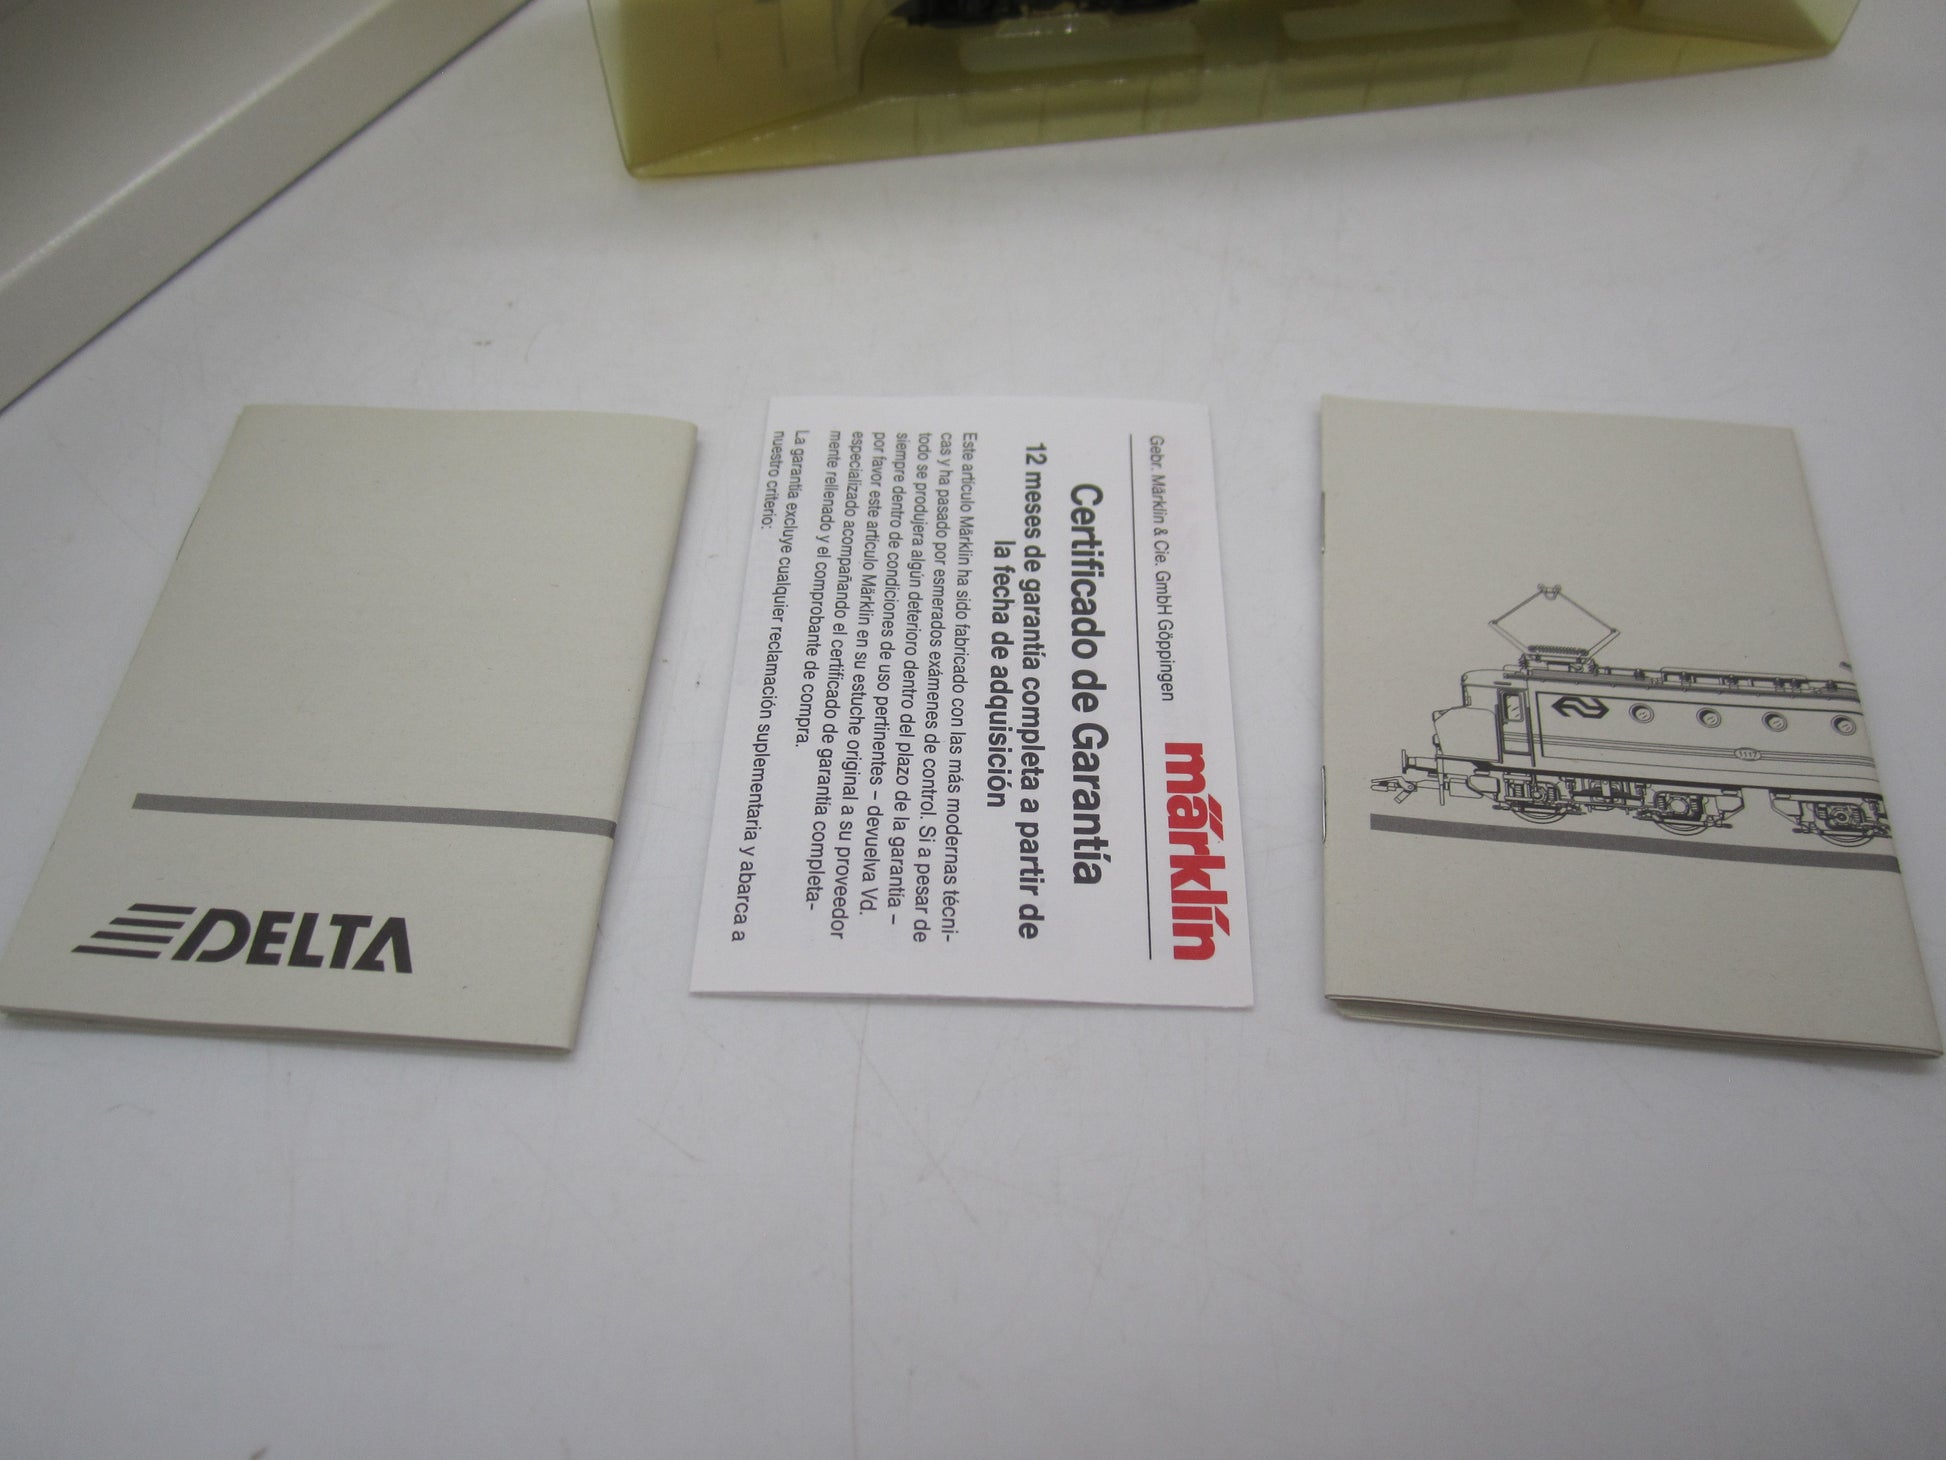 DELTA
Gebr. Märklin & Cie. GmbH Göppingen
märklin
Certificado de Garantía
12 meses de garantía completa a partir de
la fecha de adquisición
Este artículo Märklin ha sido fabricado con las más modernas técni-
cas y ha pasado por esmerados exámenes de control. Si a pesar de
todo se produjera algún deterioro dentro del plazo de la garantía –
siempre dentro de condiciones de uso pertinentes – devuelva Vd.
por favor este artículo Märklin en su estuche original a su proveedor
especializado acompañando el certificado de garantía completa-
mente rellenado y el comprobante de compra.
La garantía excluye cualquier reclamación suplementaria y abarca a
nuestro criterio: